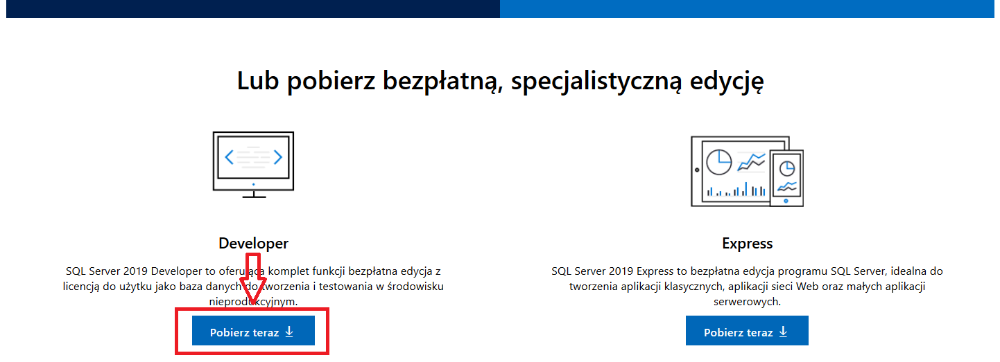 Lub pobierz bezpłatną, specjalistyczną edycję
Developer
SQL Server 2019 Developer to oferująca komplet funkcji bezpłatna edycja z
licencją do użytku jako baza danych do tworzenia i testowania w środowisku
nieprodukcyjnym.
Pobierz teraz
Express
SQL Server 2019 Express to bezpłatna edycja programu SQL Server, idealna do
tworzenia aplikacji klasycznych, aplikacji sieci Web oraz małych aplikacji
serwerowych.
Pobierz teraz